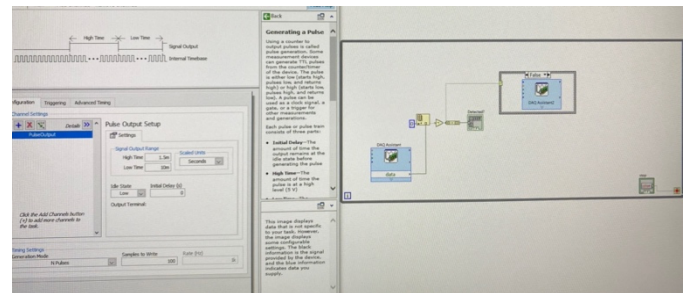 High Time
Low Time
Signal Output
Internal Timebase
Triggering
Advanced Timing
Channel Settings
Details
PulseOutput
Click the Add Channels button
(+) to add more channels to
the task.
Pulse Output Setup
Settings
Signal Output Range
High Time
1.5m
Low Time
10m
Scaled Units
Seconds
Idle State
Low
Initial Delay (s)
0
Output Terminal:
Timing Settings
Generation Mode
N Pulses
Samples to Write
100
Rate (Hz)
0
Back
Generating a Pulse
Using a counter to
output pulses is called
pulse generation. Some
measurement devices
can generate TTL pulses
from the counter/timer
of the device. The pulse
is either low (starts high,
pulses low, and returns
high) or high (starts low,
pulses high, and returns
low). A pulse can be
used as a clock signal, a
gate, or a trigger for
other measurements
and generations.
Each pulse or pulse train
consists of three parts:
Initial Delay—The
amount of time the
output remains at the
idle state before
generating the pulse
High Time—The
amount of time the
pulse is at a high
level (5 V)
This image displays
data that is not specific
to your task. However,
the image displays
some configurable
settings. The black
information is the signal
provided by the device,
and the blue information
indicates data you
supply.
False
DAQ Assistant2
DAQ Assistant
data
0
i